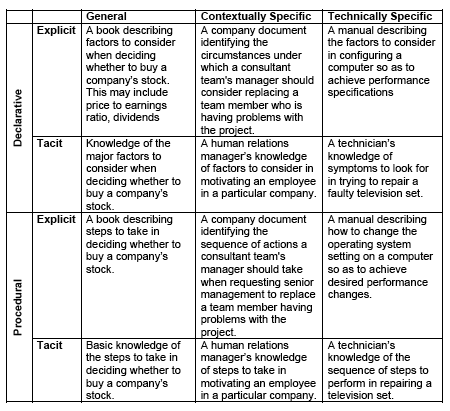 General
Contextually Specific
Technically Specific
Declarative
Explicit
A book describing
factors to consider
when deciding
whether to buy a
company's stock.
This may include
price to earnings
ratio, dividends
A company document
identifying the
circumstances under
which a consultant
team's manager should
consider replacing a
team member who is
having problems with
the project.
A manual describing
the factors to consider
in configuring a
computer so as to
achieve performance
specifications
Tacit
Knowledge of the
major factors to
consider when
deciding whether to
buy a company's
stock.
A human relations
manager's knowledge
of factors to consider in
motivating an employee
in a particular company.
A technician's
knowledge of
symptoms to look for
in trying to repair a
faulty television set.
Procedural
Explicit
A book describing
steps to take in
deciding whether to
buy a company's
stock.
A company document
identifying the
sequence of actions a
consultant team's
manager should take
when requesting senior
management to replace
a team member having
problems with the
project.
A manual describing
how to change the
operating system
setting on a computer
so as to achieve
desired performance
changes.
Tacit
Basic knowledge of
the steps to take in
deciding whether to
buy a company's
stock.
A human relations
manager's knowledge
of steps to take in
motivating an employee
in a particular company.
A technician's
knowledge of the
sequence of steps to
perform in repairing a
television set.